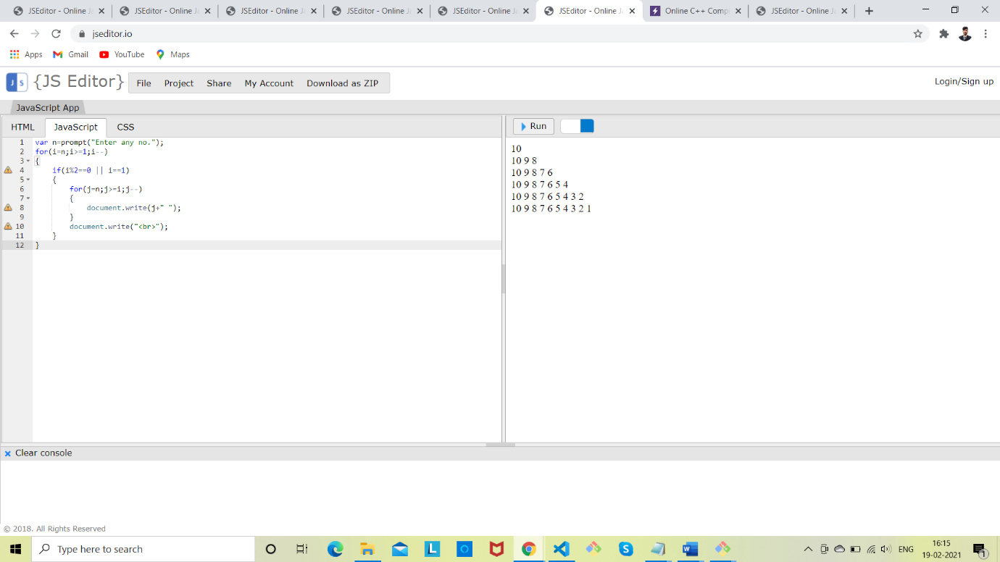 JSEditor - Online J JSEditor - Online J JSEditor - Online J JSEditor - Online J JSEditor - Online J JSEditor - Online J Online C++ Comp JSEditor - Online J
jseditor.io
Apps Gmail YouTube Maps
JS {JS Editor} File Project Share My Account Download as ZIP Login/Sign up
JavaScript App
HTML JavaScript CSS Run
1 var n=prompt("Enter any no.");
2 for(i=n;i>=1;i--)
3 {
4 if(i%2==0 || i==1)
5 {
6 for(j=n;j>=i;j--)
7 {
8 document.write(j+" ");
9 }
10 document.write("<br>");
11 }
12 }
10
10 9 8
10 9 8 7 6
10 9 8 7 6 5 4
10 9 8 7 6 5 4 3 2
10 9 8 7 6 5 4 3 2 1
Clear console
© 2018. All Rights Reserved
Type here to search L W ENG 16:15
19-02-2021 1